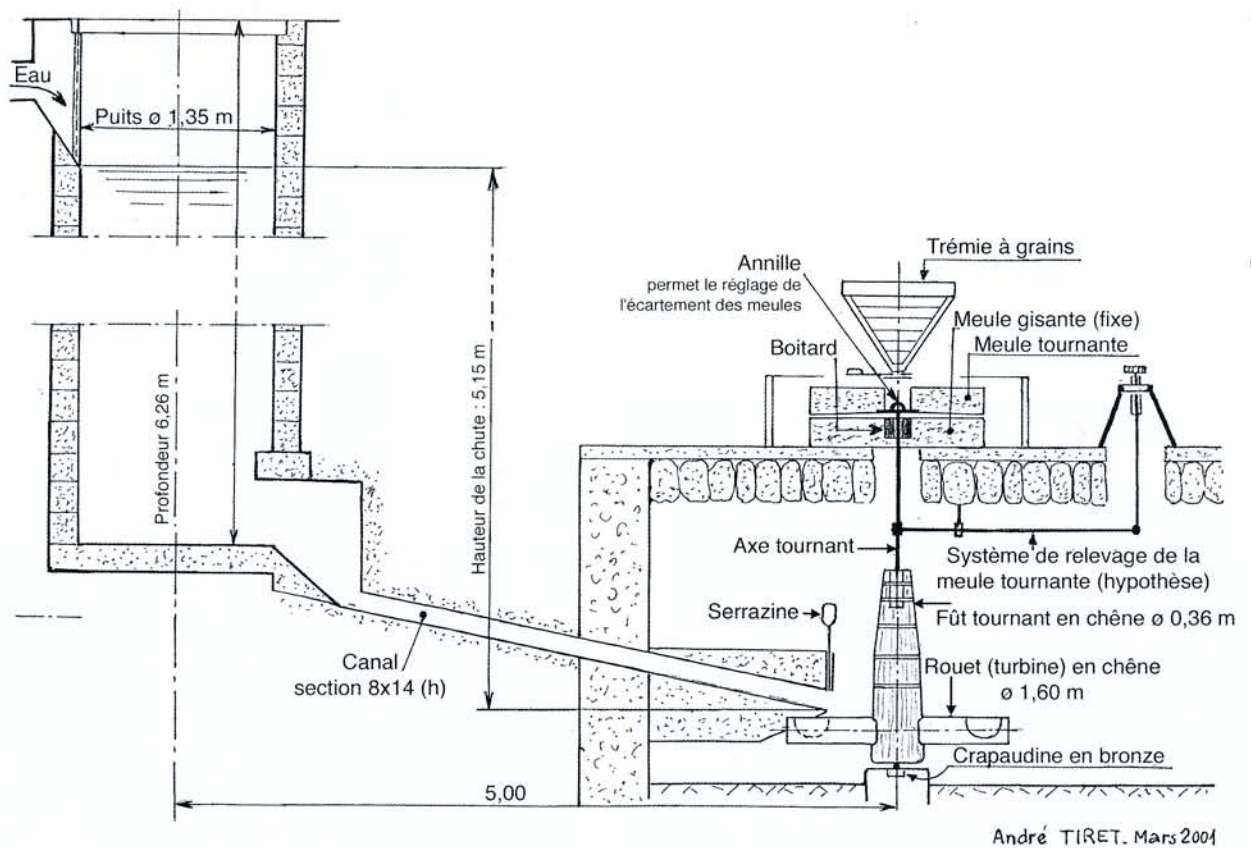 Eau
Puits ø 1,35 m
Profondeur 6,26 m
Hauteur de la chute : 5,15 m
Trémie à grains
Annille
permet le réglage de
l'écartement des meules
Meule gisante (fixe)
Meule tournante
Boitard
Axe tournant
Système de relevage de la
meule tournante (hypothèse)
Serrazine
Fût tournant en chêne ø 0,36 m
Canal
section 8x14 (h)
Rouet (turbine) en chêne
ø 1,60 m
Crapaudine en bronze
5,00
André TIRET. Mars 2001